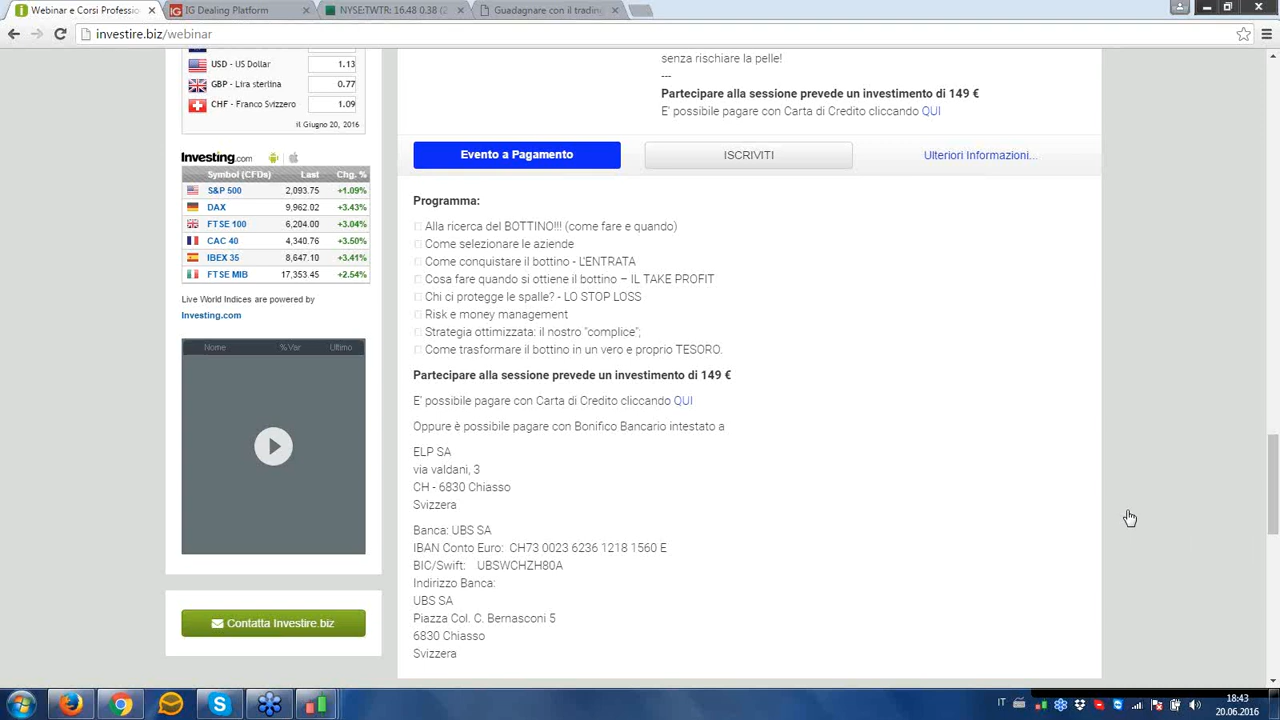 Webinar e Corsi Professio
IG Dealing Platform
NYSE:TWTR: 16.48 0.38 (2
Guadagnare con il trading
investire.biz/webinar
USD - US Dollar 1.13
GBP - Lira sterlina 0.77
CHF - Franco Svizzero 1.09
il Giugno 20, 2016
Investing.com
Symbol (CFDs) Last Chg. %
S&P 500 2,093.75 +1.09%
DAX 9,962.02 +3.43%
FTSE 100 6,204.00 +3.04%
CAC 40 4,340.76 +3.50%
IBEX 35 8,647.10 +3.41%
FTSE MIB 17,353.45 +2.54%
Live World Indices are powered by
Investing.com
Nome %Var Ultimo
Contatta Investire.biz
senza rischiare la pelle!
---
Partecipare alla sessione prevede un investimento di 149 €
E' possibile pagare con Carta di Credito cliccando QUI
Evento a Pagamento
ISCRIVITI
Ulteriori Informazioni...
Programma:
Alla ricerca del BOTTINO!!! (come fare e quando)
Come selezionare le aziende
Come conquistare il bottino - L'ENTRATA
Cosa fare quando si ottiene il bottino – IL TAKE PROFIT
Chi ci protegge le spalle? - LO STOP LOSS
Risk e money management
Strategia ottimizzata: il nostro "complice";
Come trasformare il bottino in un vero e proprio TESORO.
Partecipare alla sessione prevede un investimento di 149 €
E' possibile pagare con Carta di Credito cliccando QUI
Oppure è possibile pagare con Bonifico Bancario intestato a
ELP SA
via valdani, 3
CH - 6830 Chiasso
Svizzera
Banca: UBS SA
IBAN Conto Euro: CH73 0023 6236 1218 1560 E
BIC/Swift: UBSWCHZH80A
Indirizzo Banca:
UBS SA
Piazza Col. C. Bernasconi 5
6830 Chiasso
Svizzera
IT
18:43
20.06.2016